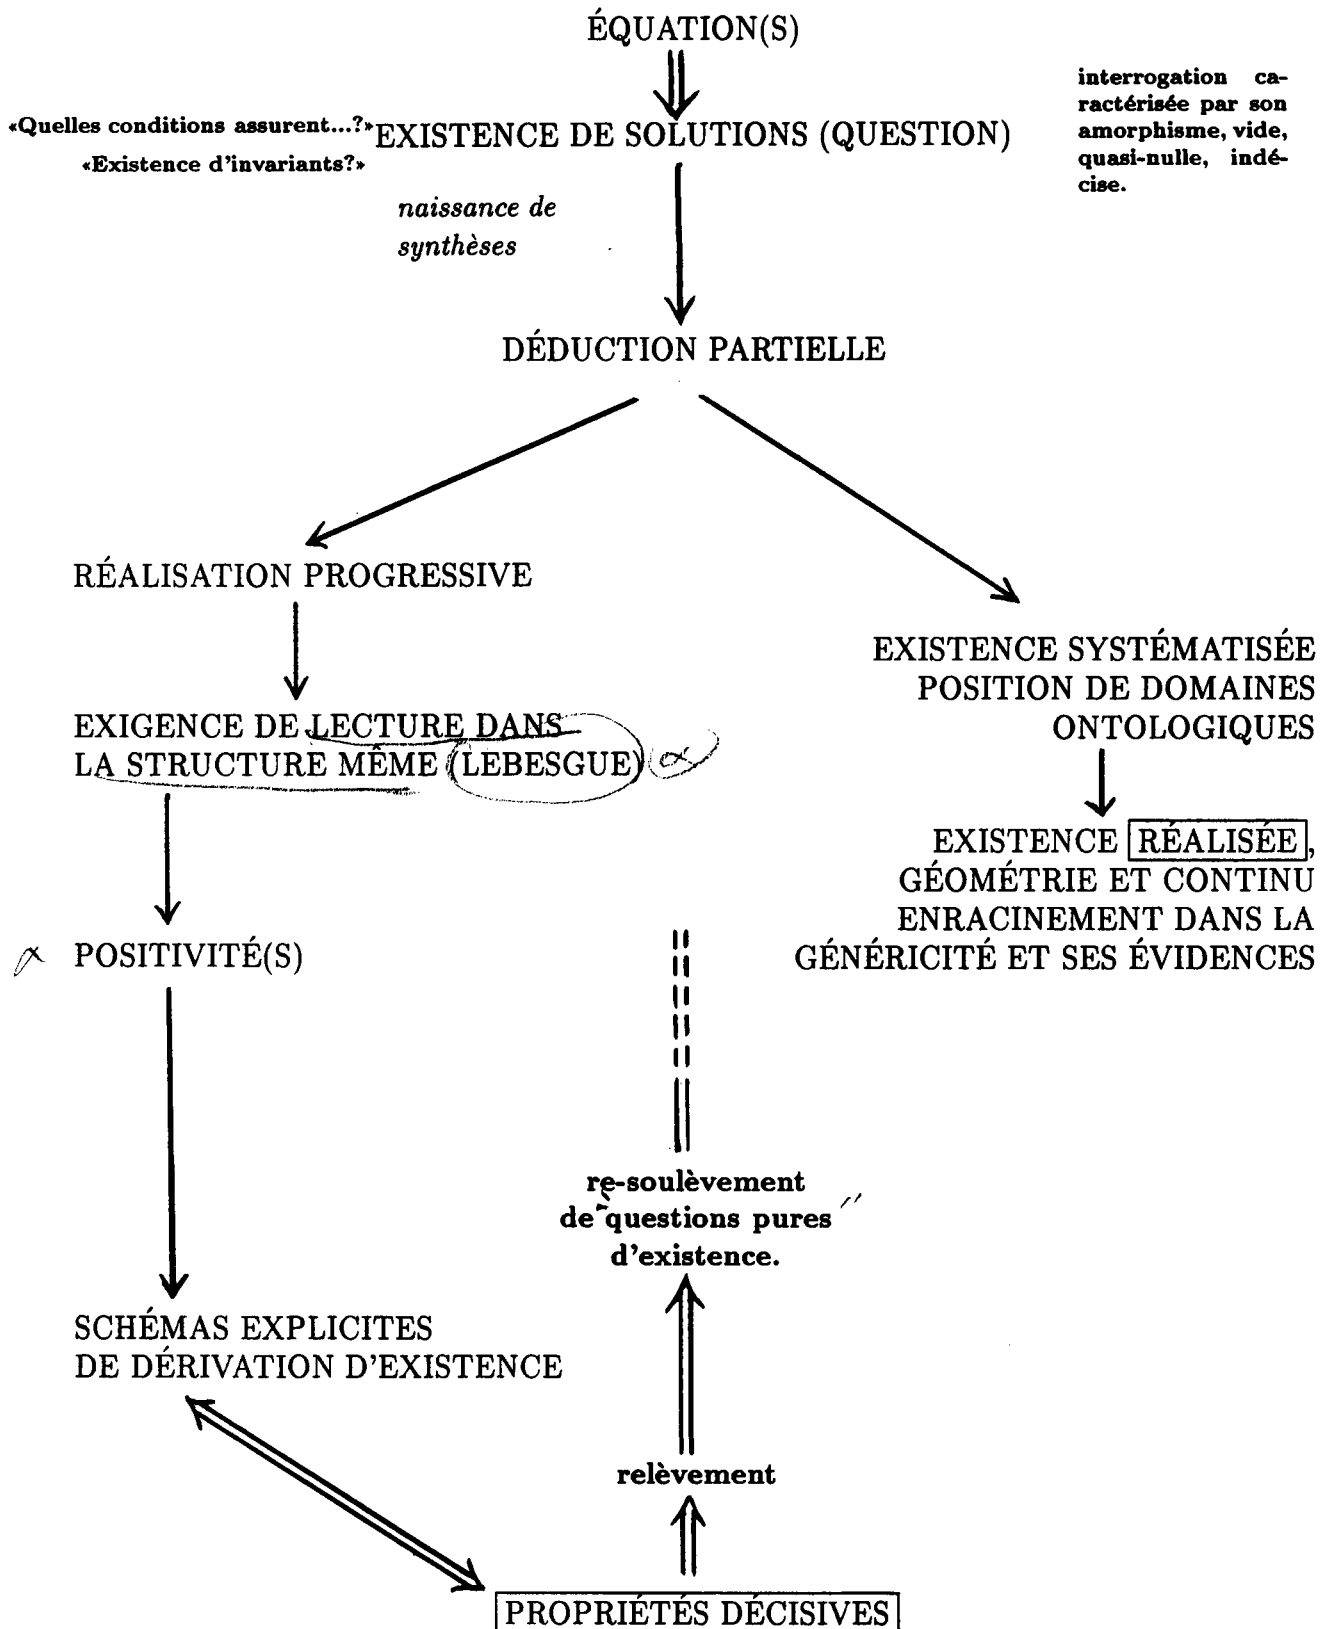 ÉQUATION(S)
«Quelles conditions assurent...?»
«Existence d'invariants?»
EXISTENCE DE SOLUTIONS (QUESTION)
interrogation ca-
ractérisée par son
amorphisme, vide,
quasi-nulle, indé-
cise.
naissance de
synthèses
DÉDUCTION PARTIELLE
RÉALISATION PROGRESSIVE
EXISTENCE SYSTÉMATISÉE
POSITION DE DOMAINES
ONTOLOGIQUES
EXIGENCE DE LECTURE DANS
LA STRUCTURE MÊME (LEBESGUE) α
EXISTENCE RÉALISÉE,
GÉOMÉTRIE ET CONTINU
ENRACINEMENT DANS LA
GÉNÉRICITÉ ET SES ÉVIDENCES
α POSITIVITÉ(S)
re-soulèvement
de "questions pures "
d'existence.
SCHÉMAS EXPLICITES
DE DÉRIVATION D'EXISTENCE
relèvement
PROPRIÉTÉS DÉCISIVES